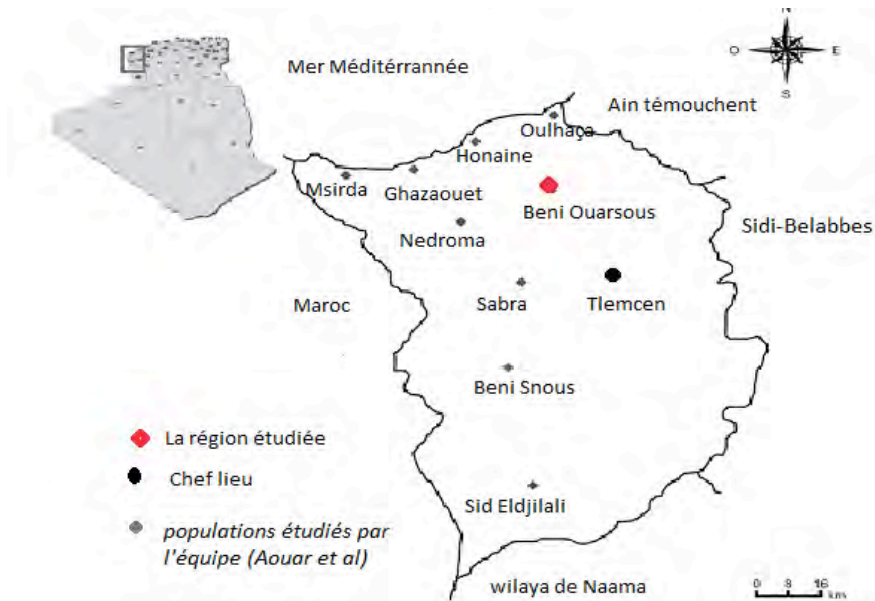 N
O
E
S
Mer Méditérrannée
Ain témouchent
Oulhaça
Honaine
Msirda
Ghazaouet
Beni Ouarsous
Nedroma
Sidi-Belabbes
Maroc
Sabra
Tlemcen
Beni Snous
La région étudiée
Chef lieu
Sid Eldjilali
populations étudiés par
l'équipe (Aouar et al)
wilaya de Naama
0 8 16
km